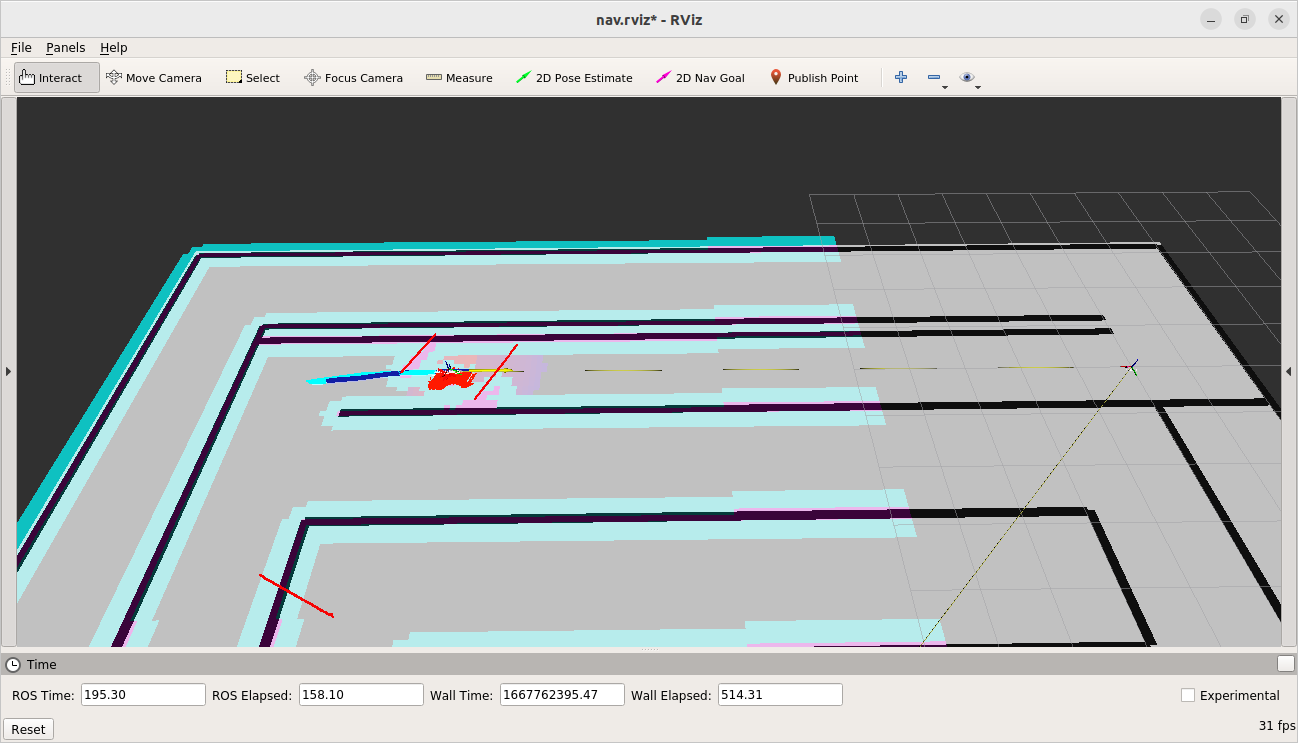 nav.rviz* - RViz
File Panels Help
Interact Move Camera Select Focus Camera Measure 2D Pose Estimate 2D Nav Goal Publish Point
Time
ROS Time: 195.30 ROS Elapsed: 158.10 Wall Time: 1667762395.47 Wall Elapsed: 514.31 Experimental
Reset 31 fps